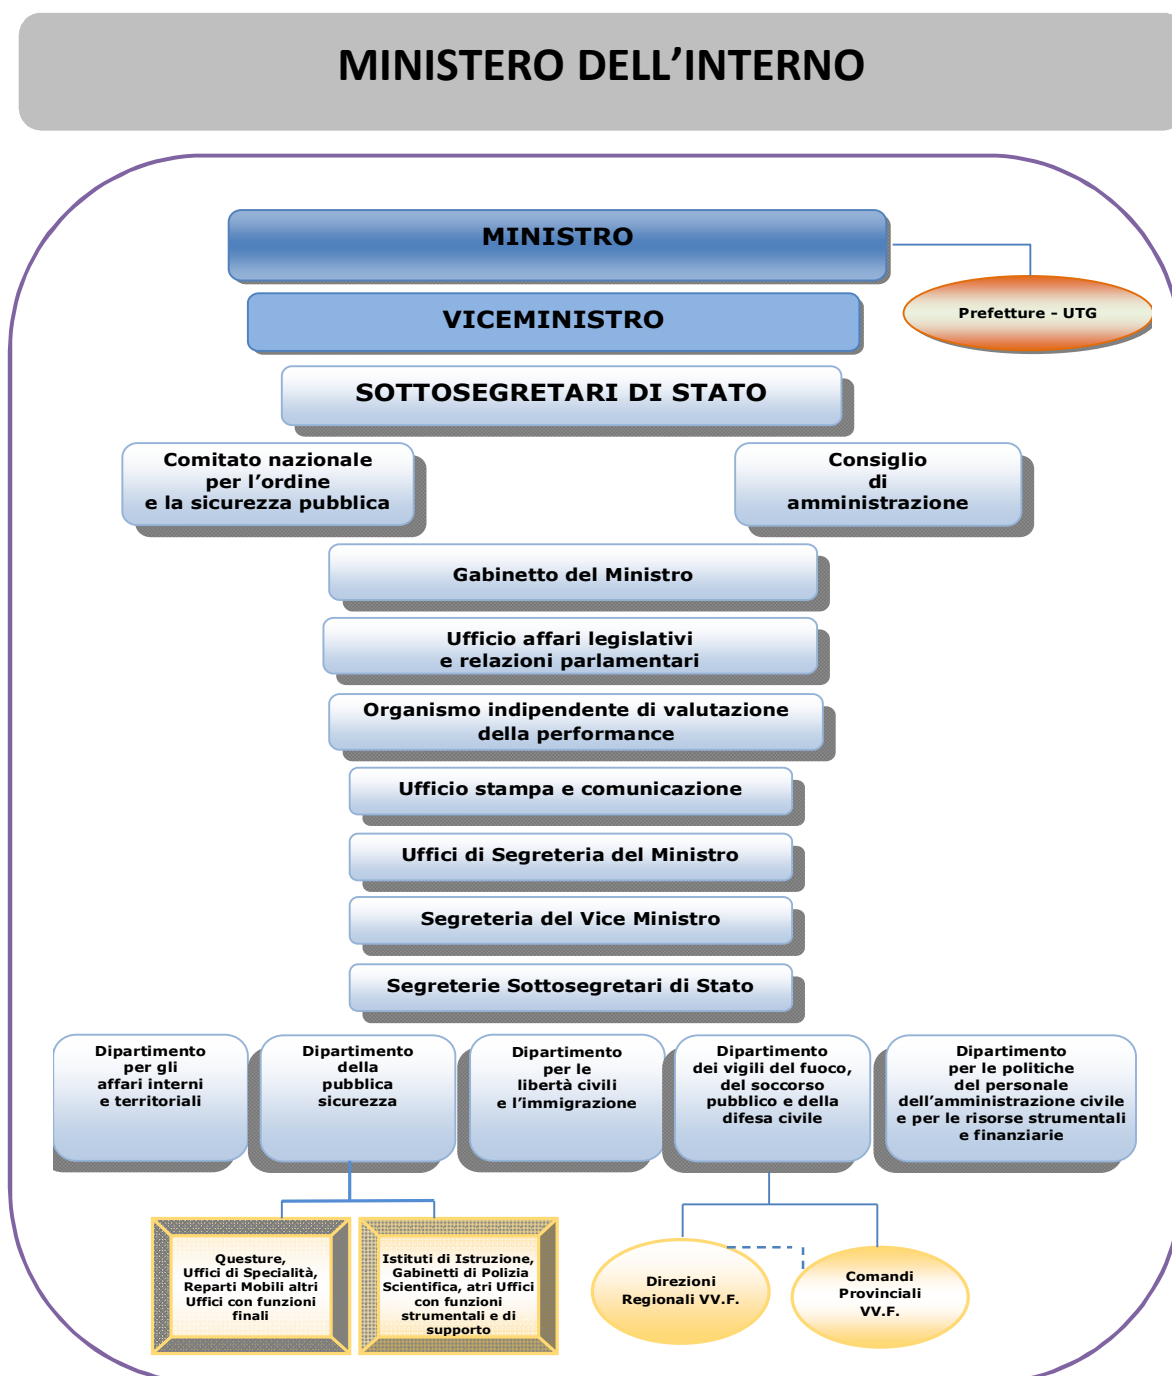 MINISTERO DELL’INTERNO
MINISTRO
VICEMINISTRO
Prefetture - UTG
SOTTOSEGRETARI DI STATO
Comitato nazionale
per l’ordine
e la sicurezza pubblica
Consiglio
di
amministrazione
Gabinetto del Ministro
Ufficio affari legislativi
e relazioni parlamentari
Organismo indipendente di valutazione
della performance
Ufficio stampa e comunicazione
Uffici di Segreteria del Ministro
Segreteria del Vice Ministro
Segreterie Sottosegretari di Stato
Dipartimento
per gli
affari interni
e territoriali
Dipartimento
della
pubblica
sicurezza
Dipartimento
per le
libertà civili
e l’immigrazione
Dipartimento
dei vigili del fuoco,
del soccorso
pubblico e della
difesa civile
Dipartimento
per le politiche
del personale
dell’amministrazione civile
e per le risorse strumentali
e finanziarie
Questure,
Uffici di Specialità,
Reparti Mobili altri
Uffici con funzioni
finali
Istituti di Istruzione,
Gabinetti di Polizia
Scientifica, atri Uffici
con funzioni
strumentali e di
supporto
Direzioni
Regionali VV.F.
Comandi
Provinciali
VV.F.